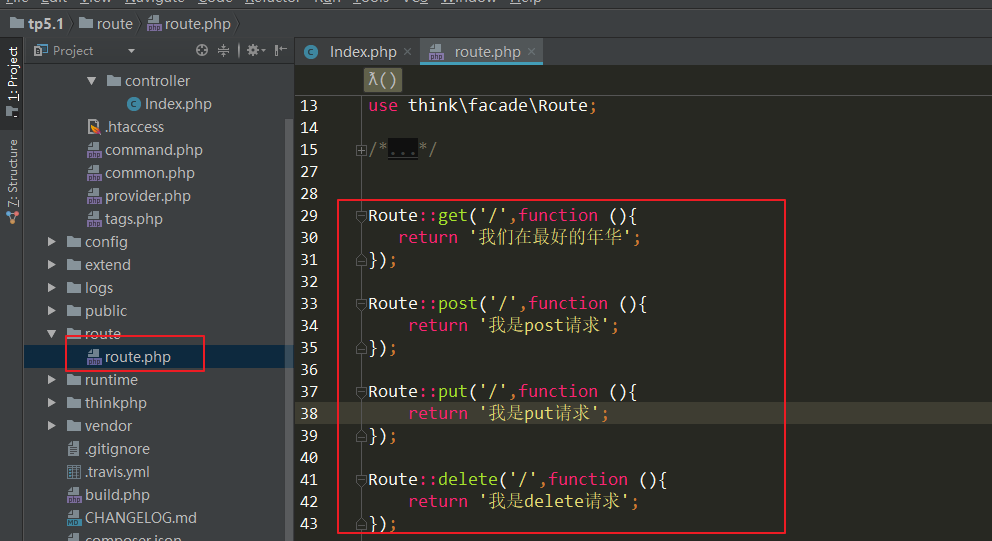 tp5.1 route route.php
Project
1: Project
Z: Structure
controller
Index.php
.htaccess
command.php
common.php
provider.php
tags.php
config
extend
logs
public
route
route.php
runtime
thinkphp
vendor
.gitignore
.travis.yml
build.php
CHANGELOG.md
composer.json
Index.php × route.php ×
λ()
13 use think\facade\Route;
14
15 /*...*/
27
28
29 Route::get('/',function (){
30 return '我们在最好的年华';
31 });
32
33 Route::post('/',function (){
34 return '我是post请求';
35 });
36
37 Route::put('/',function (){
38 return '我是put请求';
39 });
40
41 Route::delete('/',function (){
42 return '我是delete请求';
43 });